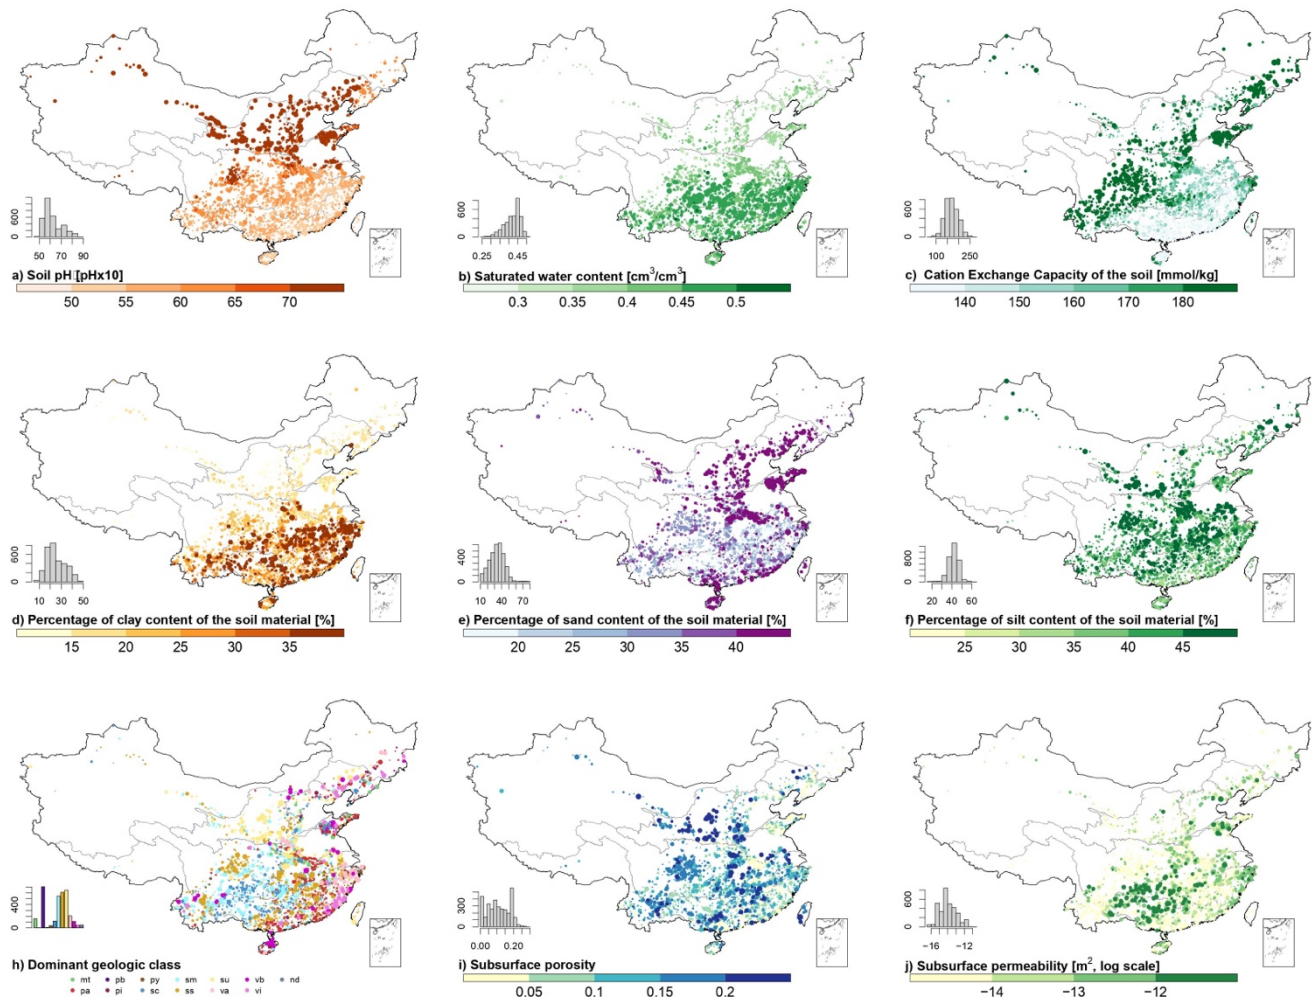 600
0
50 70 90
a) Soil pH [pHx10]
50 55 60 65 70
600
0
0.25 0.45
b) Saturated water content [cm³/cm³]
0.3 0.35 0.4 0.45 0.5
600
0
100 250
c) Cation Exchange Capacity of the soil [mmol/kg]
140 150 160 170 180
600
0
10 30 50
d) Percentage of clay content of the soil material [%]
15 20 25 30 35
400
0
10 40 70
e) Percentage of sand content of the soil material [%]
20 25 30 35 40
800
0
20 40 60
f) Percentage of silt content of the soil material [%]
25 30 35 40 45
400
0
h) Dominant geologic class
mt pb py sm su vb nd
pa pi sc ss va vi
300
0
0.00 0.20
i) Subsurface porosity
0.05 0.1 0.15 0.2
600
0
−16 −12
j) Subsurface permeability [m², log scale]
−14 −13 −12